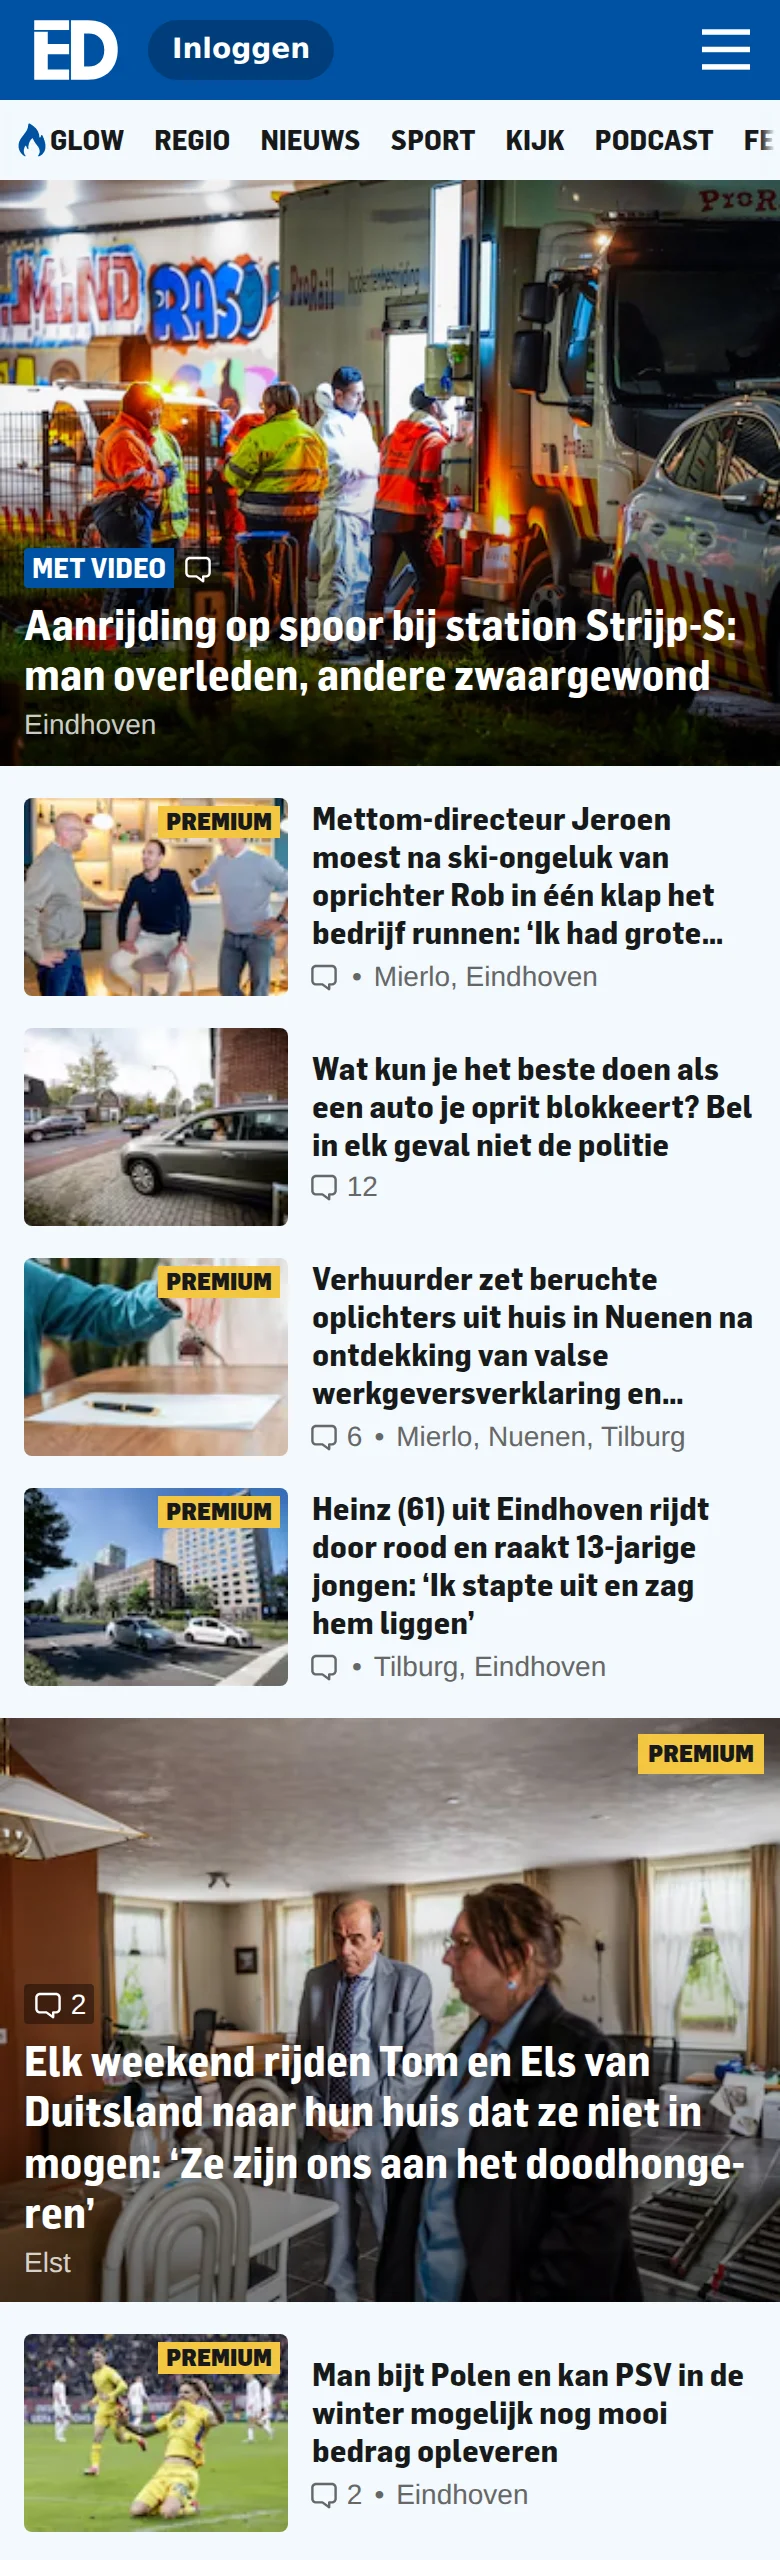 ED
Inloggen
GLOW REGIO NIEUWS SPORT KIJK PODCAST FE
ProR
MiND RASO
ProRail
MET VIDEO
Aanrijding op spoor bij station Strijp-S:
man overleden, andere zwaargewond
Eindhoven
PREMIUM
Mettom-directeur Jeroen
moest na ski-ongeluk van
oprichter Rob in één klap het
bedrijf runnen: ‘Ik had grote...
• Mierlo, Eindhoven
Wat kun je het beste doen als
een auto je oprit blokkeert? Bel
in elk geval niet de politie
12
PREMIUM
Verhuurder zet beruchte
oplichters uit huis in Nuenen na
ontdekking van valse
werkgeversverklaring en...
6 • Mierlo, Nuenen, Tilburg
PREMIUM
Heinz (61) uit Eindhoven rijdt
door rood en raakt 13-jarige
jongen: ‘Ik stapte uit en zag
hem liggen’
• Tilburg, Eindhoven
PREMIUM
2
Elk weekend rijden Tom en Els van
Duitsland naar hun huis dat ze niet in
mogen: ‘Ze zijn ons aan het doodhonge-
ren’
Elst
PREMIUM
Man bijt Polen en kan PSV in de
winter mogelijk nog mooi
bedrag opleveren
2 • Eindhoven